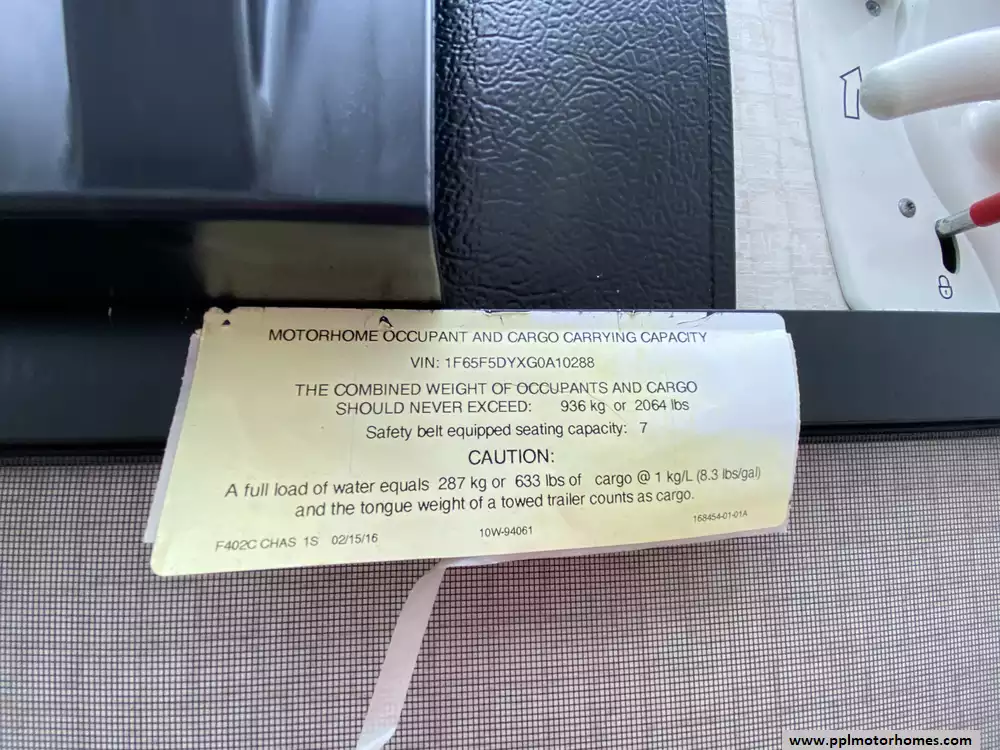 MOTORHOME OCCUPANT AND CARGO CARRYING CAPACITY
VIN: 1F65F5DYXG0A10288
THE COMBINED WEIGHT OF OCCUPANTS AND CARGO
SHOULD NEVER EXCEED: 936 kg or 2064 lbs
Safety belt equipped seating capacity: 7
CAUTION:
A full load of water equals 287 kg or 633 lbs of cargo @ 1 kg/L (8.3 lbs/gal)
and the tongue weight of a towed trailer counts as cargo.
F402C CHAS 1S 02/15/16 10W-94061 168454-01-01A
www.pplmotorhomes.com